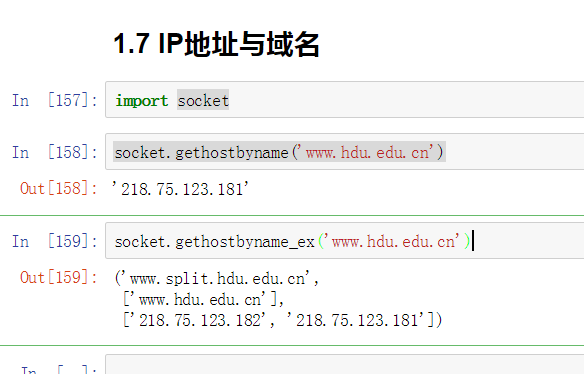 1.7 IP地址与域名
In [157]: import socket
In [158]: socket.gethostbyname('www.hdu.edu.cn')
Out[158]: '218.75.123.181'
In [159]: socket.gethostbyname_ex('www.hdu.edu.cn')
Out[159]: ('www.split.hdu.edu.cn',
['www.hdu.edu.cn'],
['218.75.123.182', '218.75.123.181'])
In [ ]: